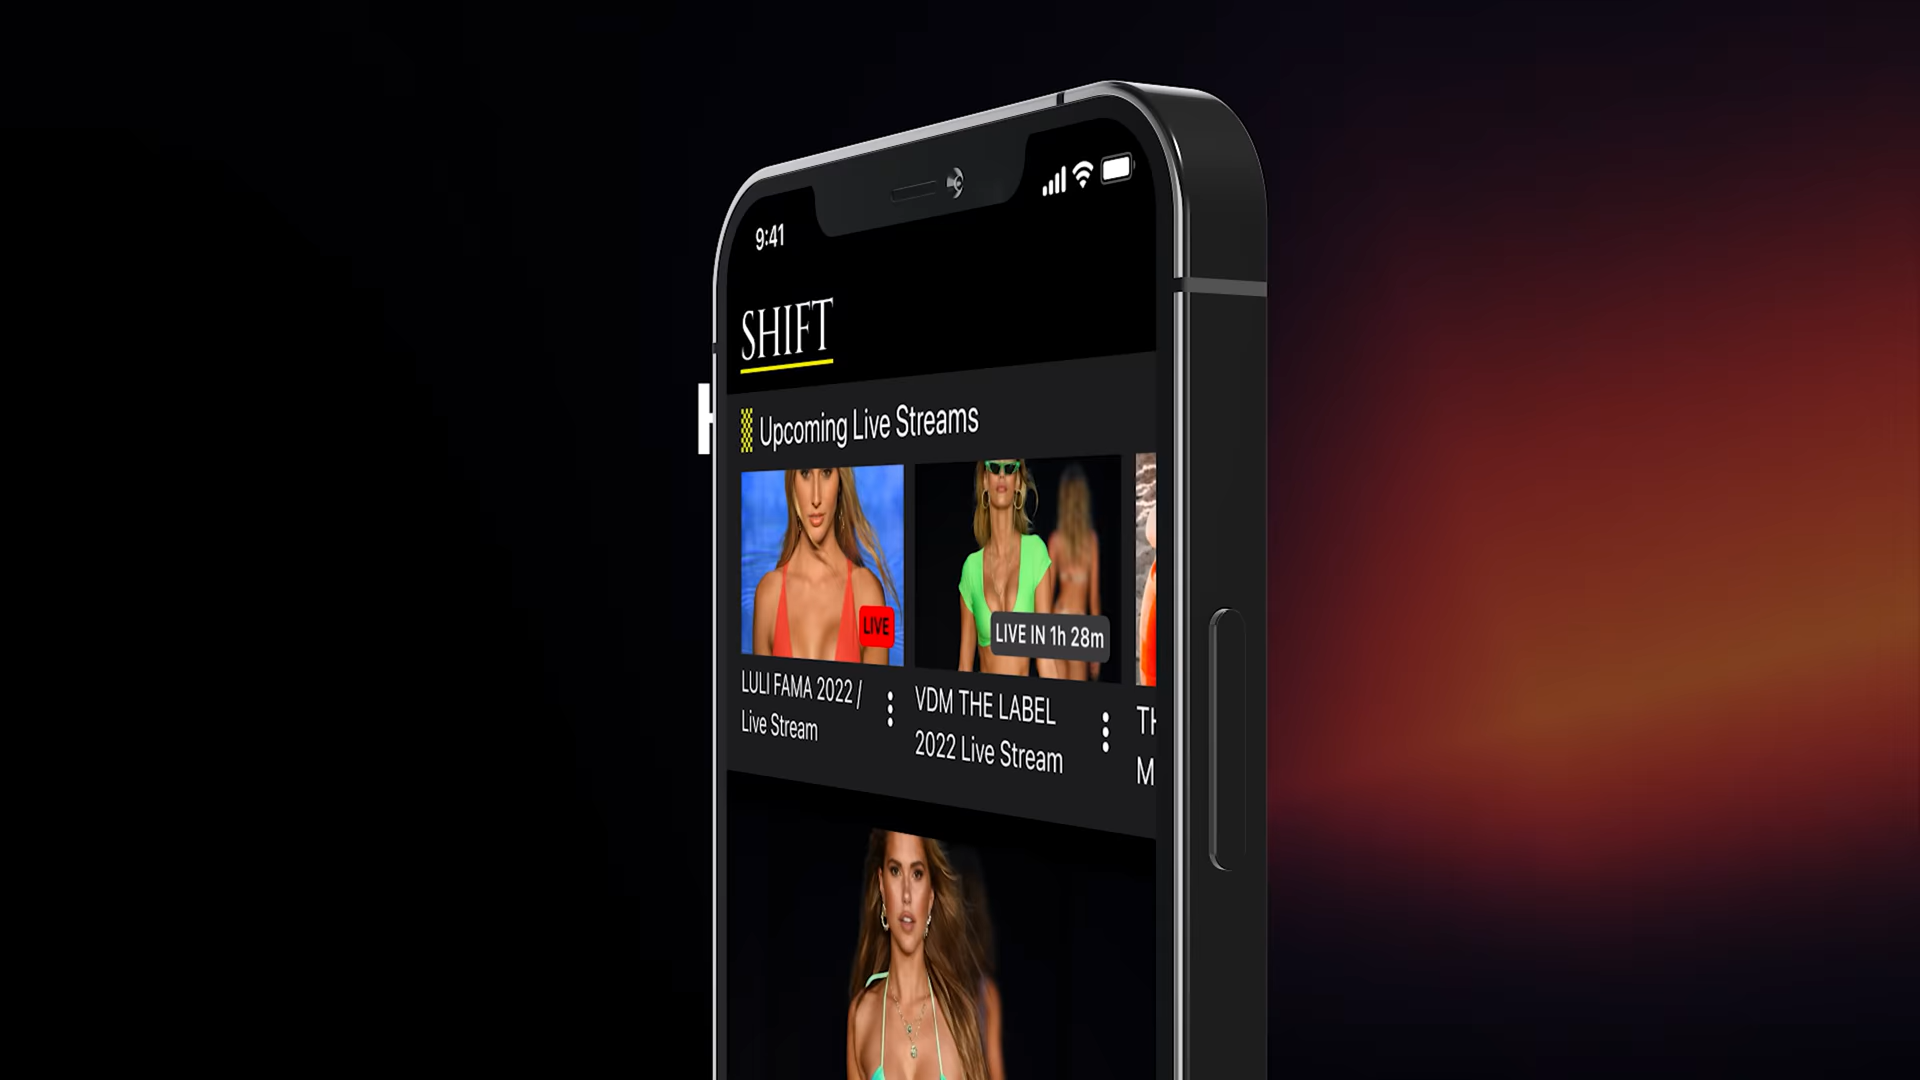 9:41
SHIFT
Upcoming Live Streams
LIVE
LIVE IN 1h 28m
LULI FAMA 2022 /
Live Stream
VDM THE LABEL
2022 Live Stream